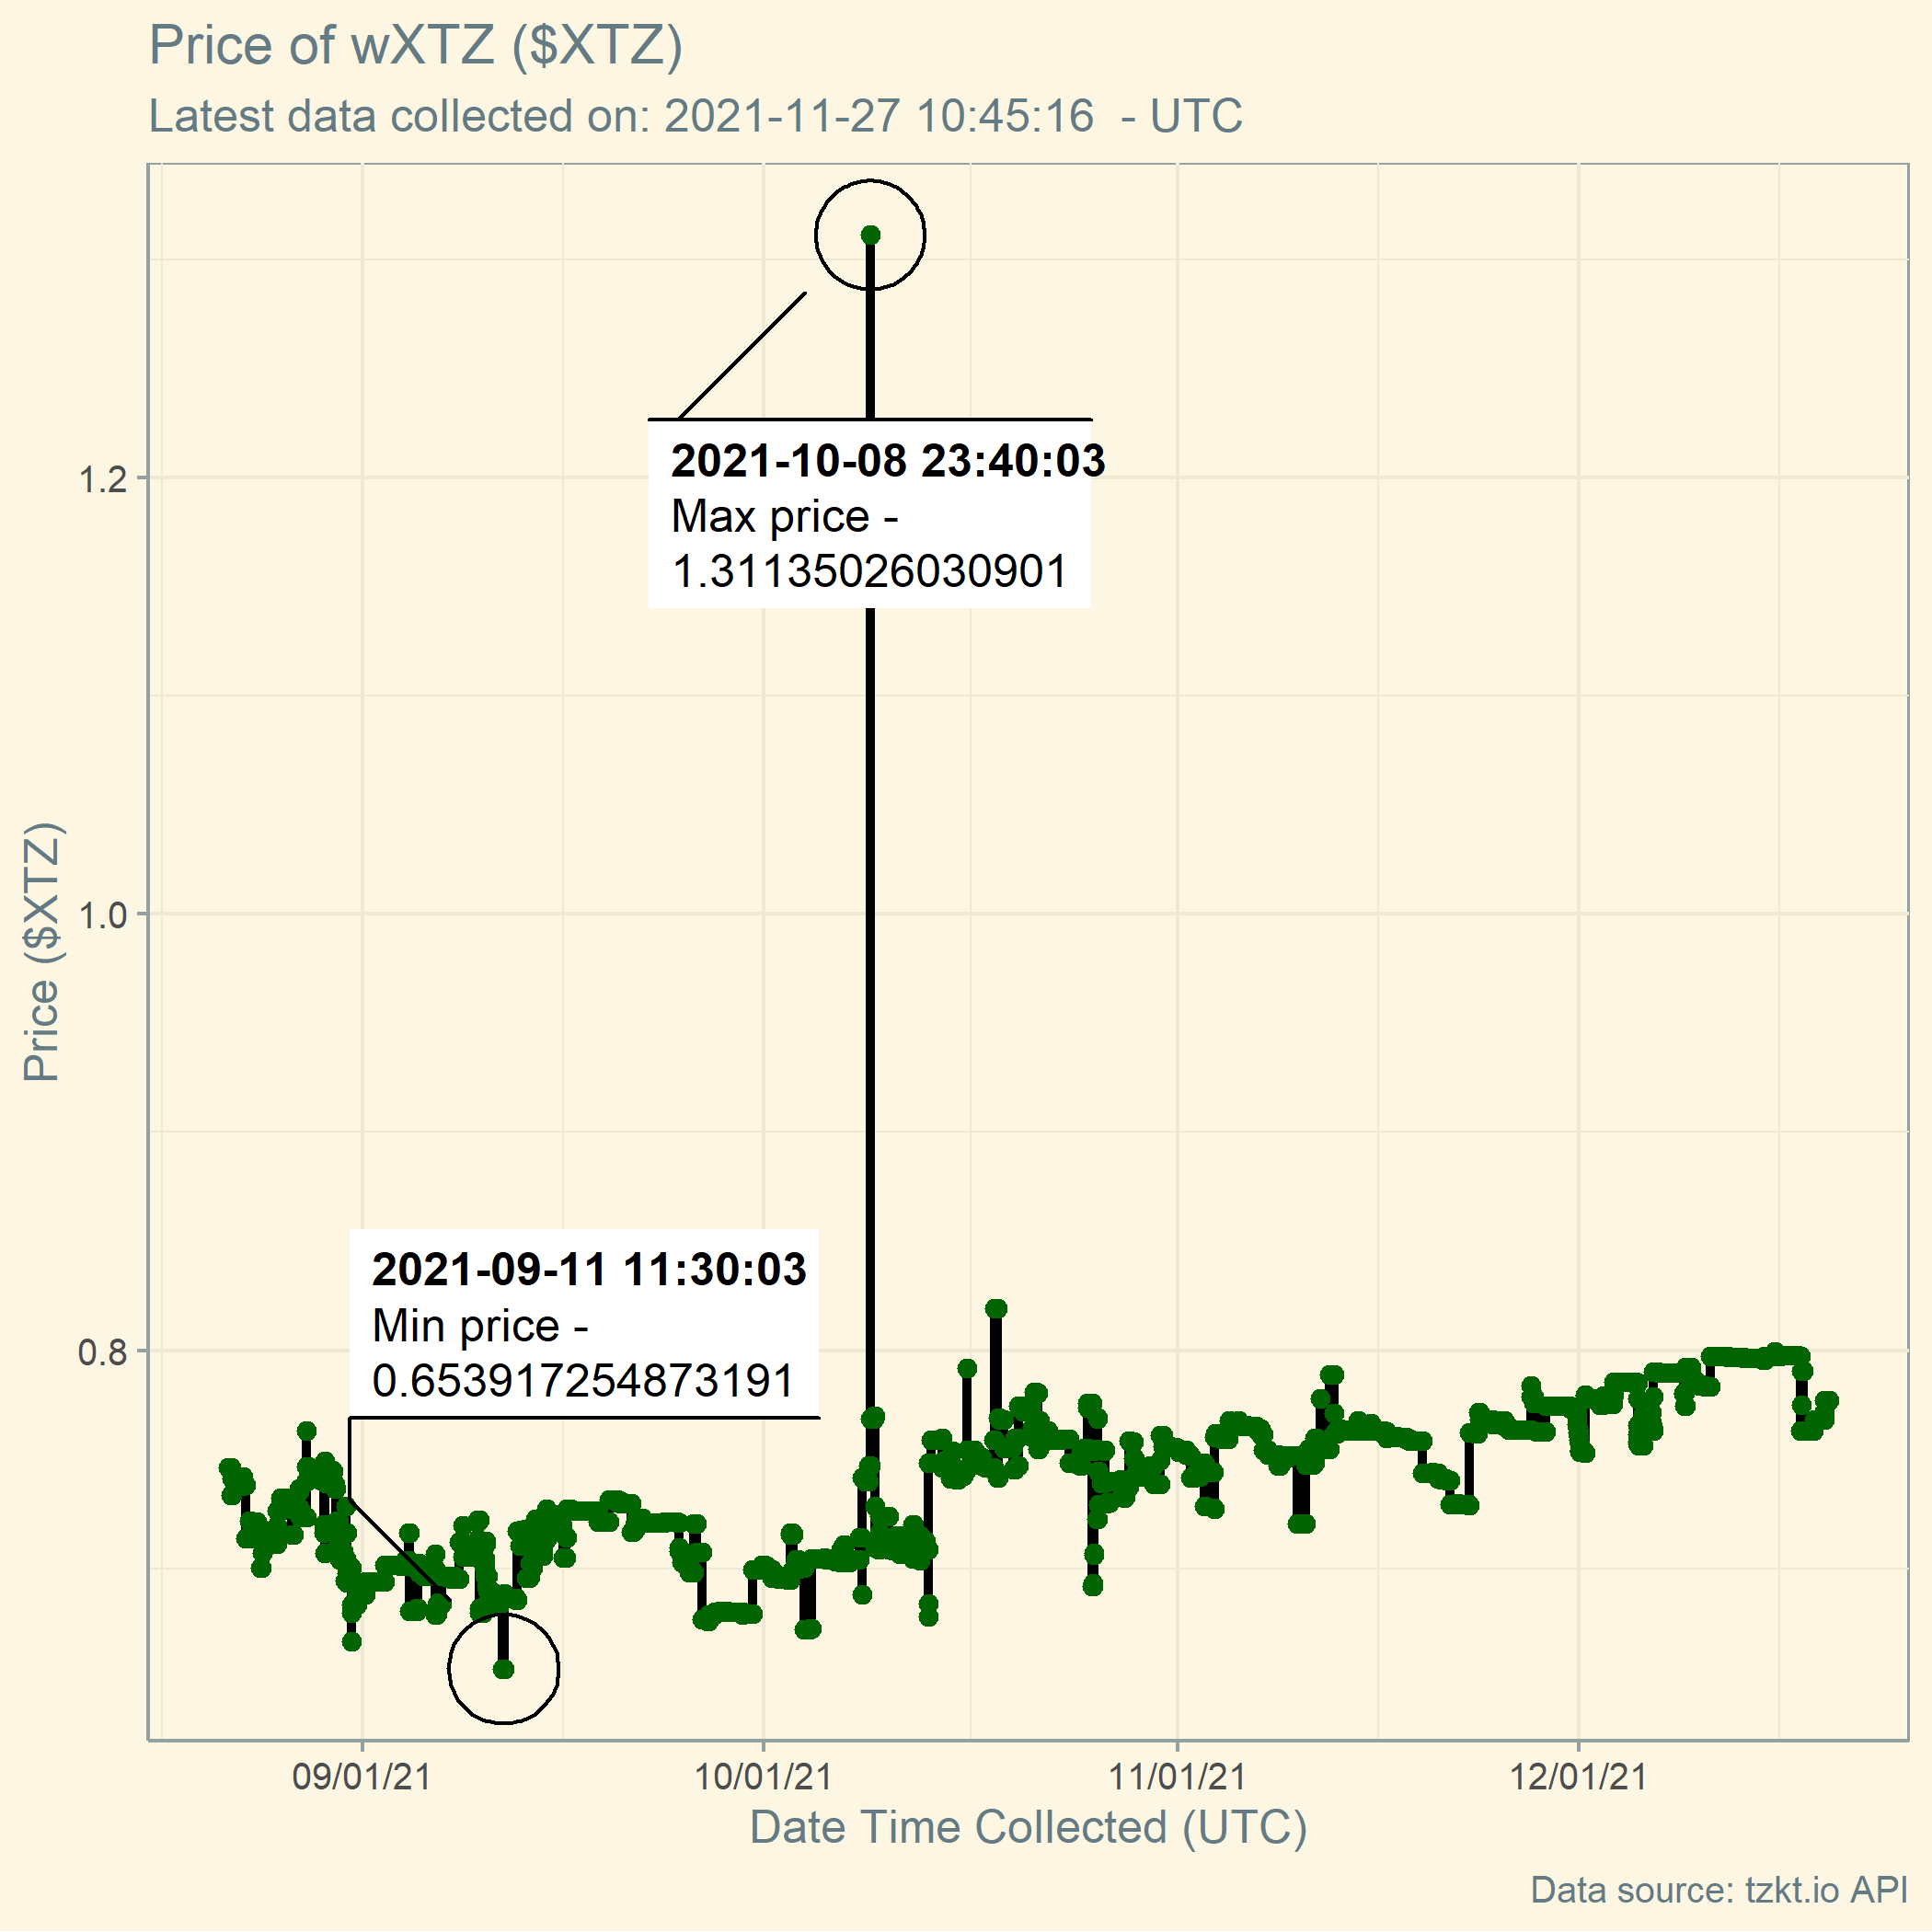 Price of wXTZ ($XTZ)
Latest data collected on: 2021-11-27 10:45:16  - UTC
2021-10-08 23:40:03
Max price -
1.31135026030901
2021-09-11 11:30:03
Min price -
0.653917254873191
Price ($XTZ)
1.2
1.0
0.8
09/01/21
10/01/21
11/01/21
12/01/21
Date Time Collected (UTC)
Data source: tzkt.io API